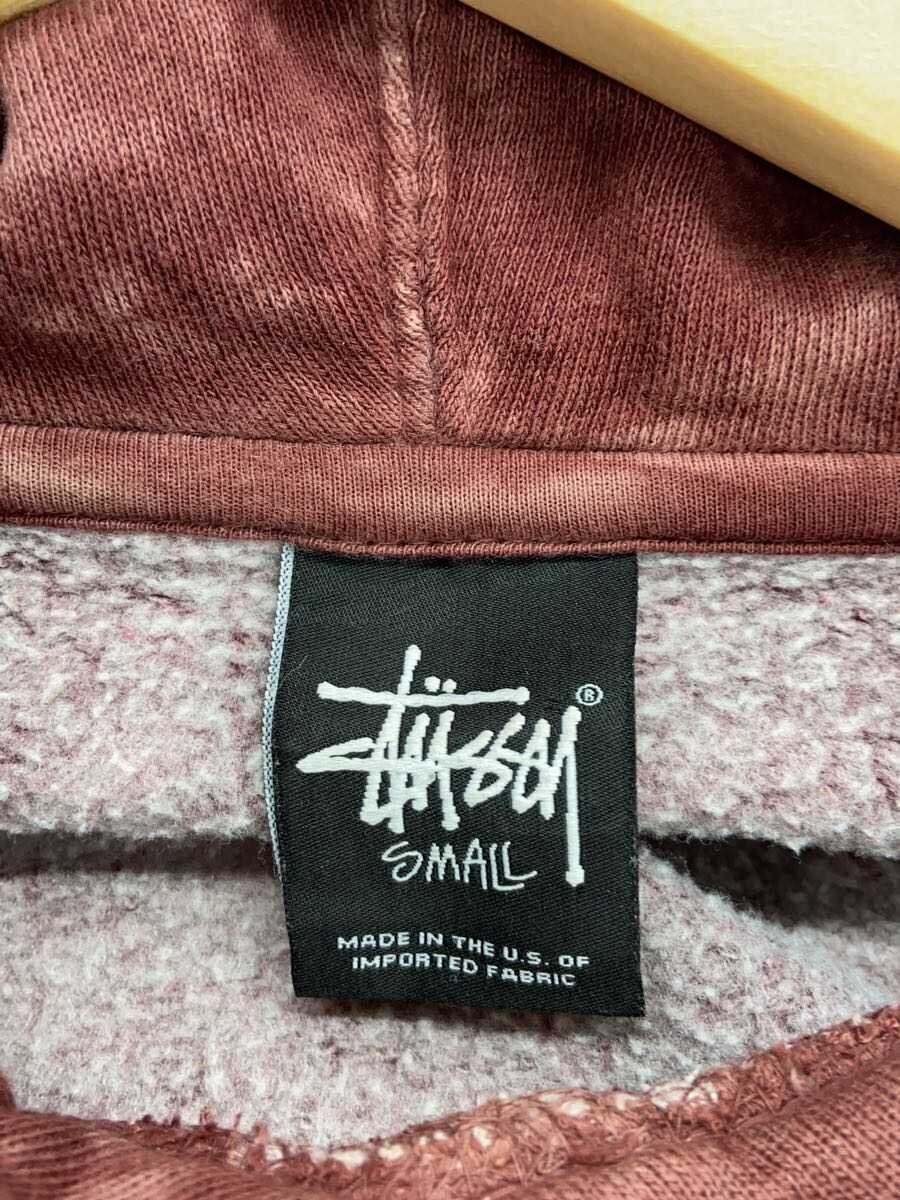 Stüssy ®
SMALL
MADE IN THE U.S. OF
IMPORTED FABRIC